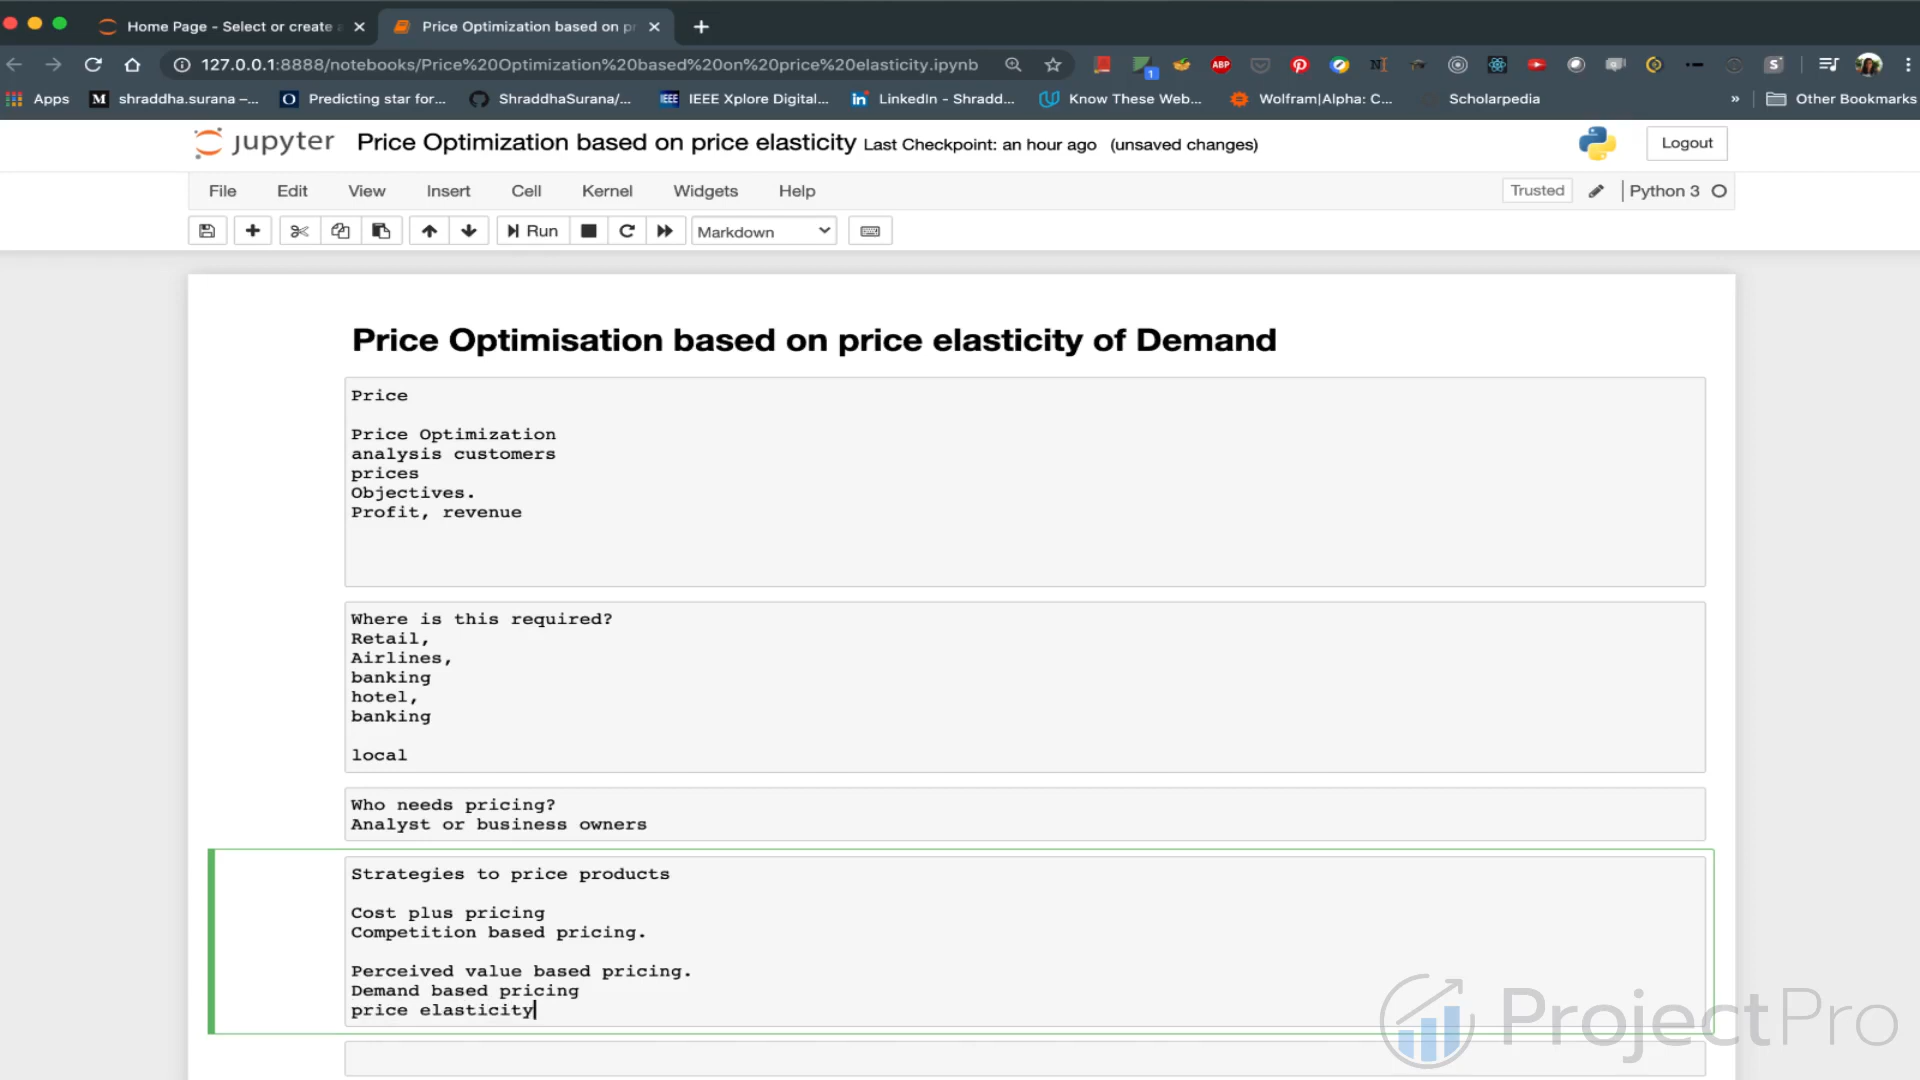 Home Page - Select or create a
Price Optimization based on pr
127.0.0.1:8888/notebooks/Price%20Optimization%20based%20on%20price%20elasticity.ipynb
1
ABP
S
Apps
M
shraddha.surana –...
O
Predicting star for...
ShraddhaSurana/...
IEEE
IEEE Xplore Digital...
in
LinkedIn - Shradd...
Know These Web...
Wolfram|Alpha: C...
Scholarpedia
»
Other Bookmarks
jupyter
Price Optimization based on price elasticity Last Checkpoint: an hour ago (unsaved changes)
Logout
File Edit View Insert Cell Kernel Widgets Help
Trusted
Python 3
Run
Markdown
Price Optimisation based on price elasticity of Demand
Price
Price Optimization
analysis customers
prices
Objectives.
Profit, revenue
Where is this required?
Retail,
Airlines,
banking
hotel,
banking
local
Who needs pricing?
Analyst or business owners
Strategies to price products
Cost plus pricing
Competition based pricing.
Perceived value based pricing.
Demand based pricing
price elasticity
ProjectPro